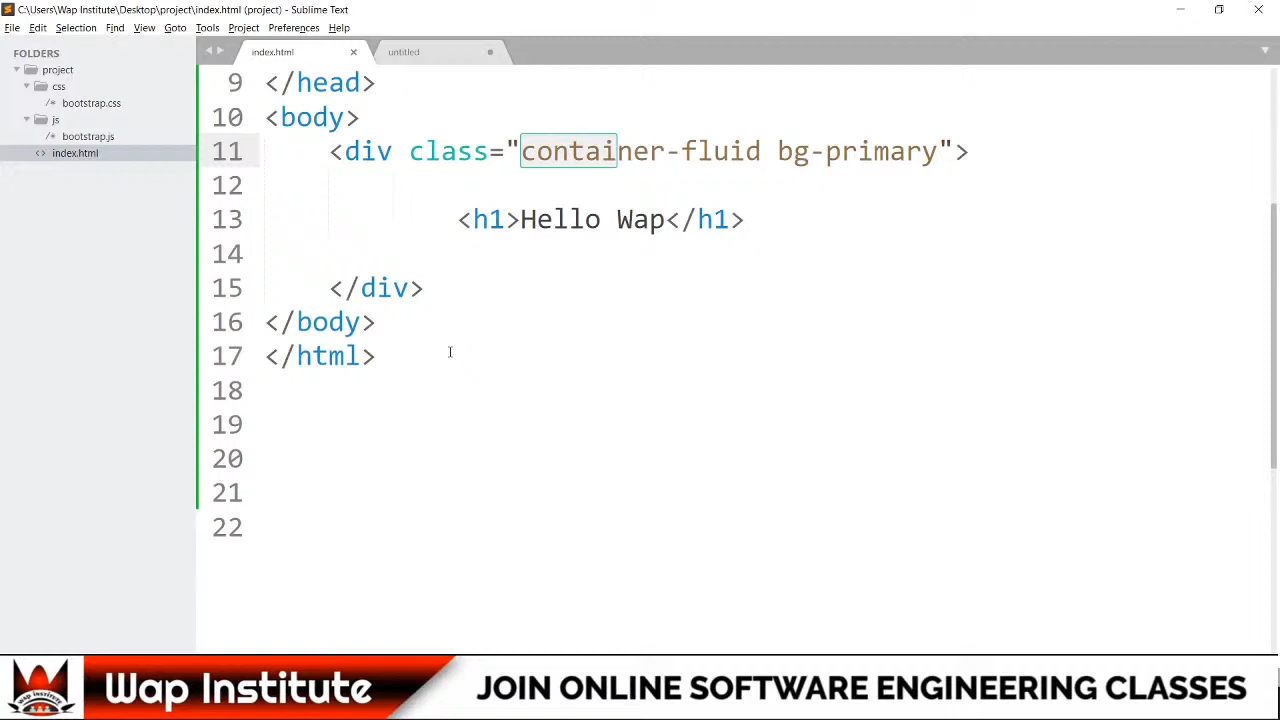 C:\Users\Wap Institute\Desktop\project\index.html (project) - Sublime Text
File Edit Selection Find View Goto Tools Project Preferences Help
FOLDERS
project
css
/* bootstrap.css
js
/* bootstrap.js
<> index.html
index.html
untitled
9 </head>
10 <body>
11 <div class="container-fluid bg-primary">
12
13 <h1>Hello Wap</h1>
14
15 </div>
16 </body>
17 </html>
18
19
20
21
22
WAP INSTITUTE
Wap Institute
JOIN ONLINE SOFTWARE ENGINEERING CLASSES